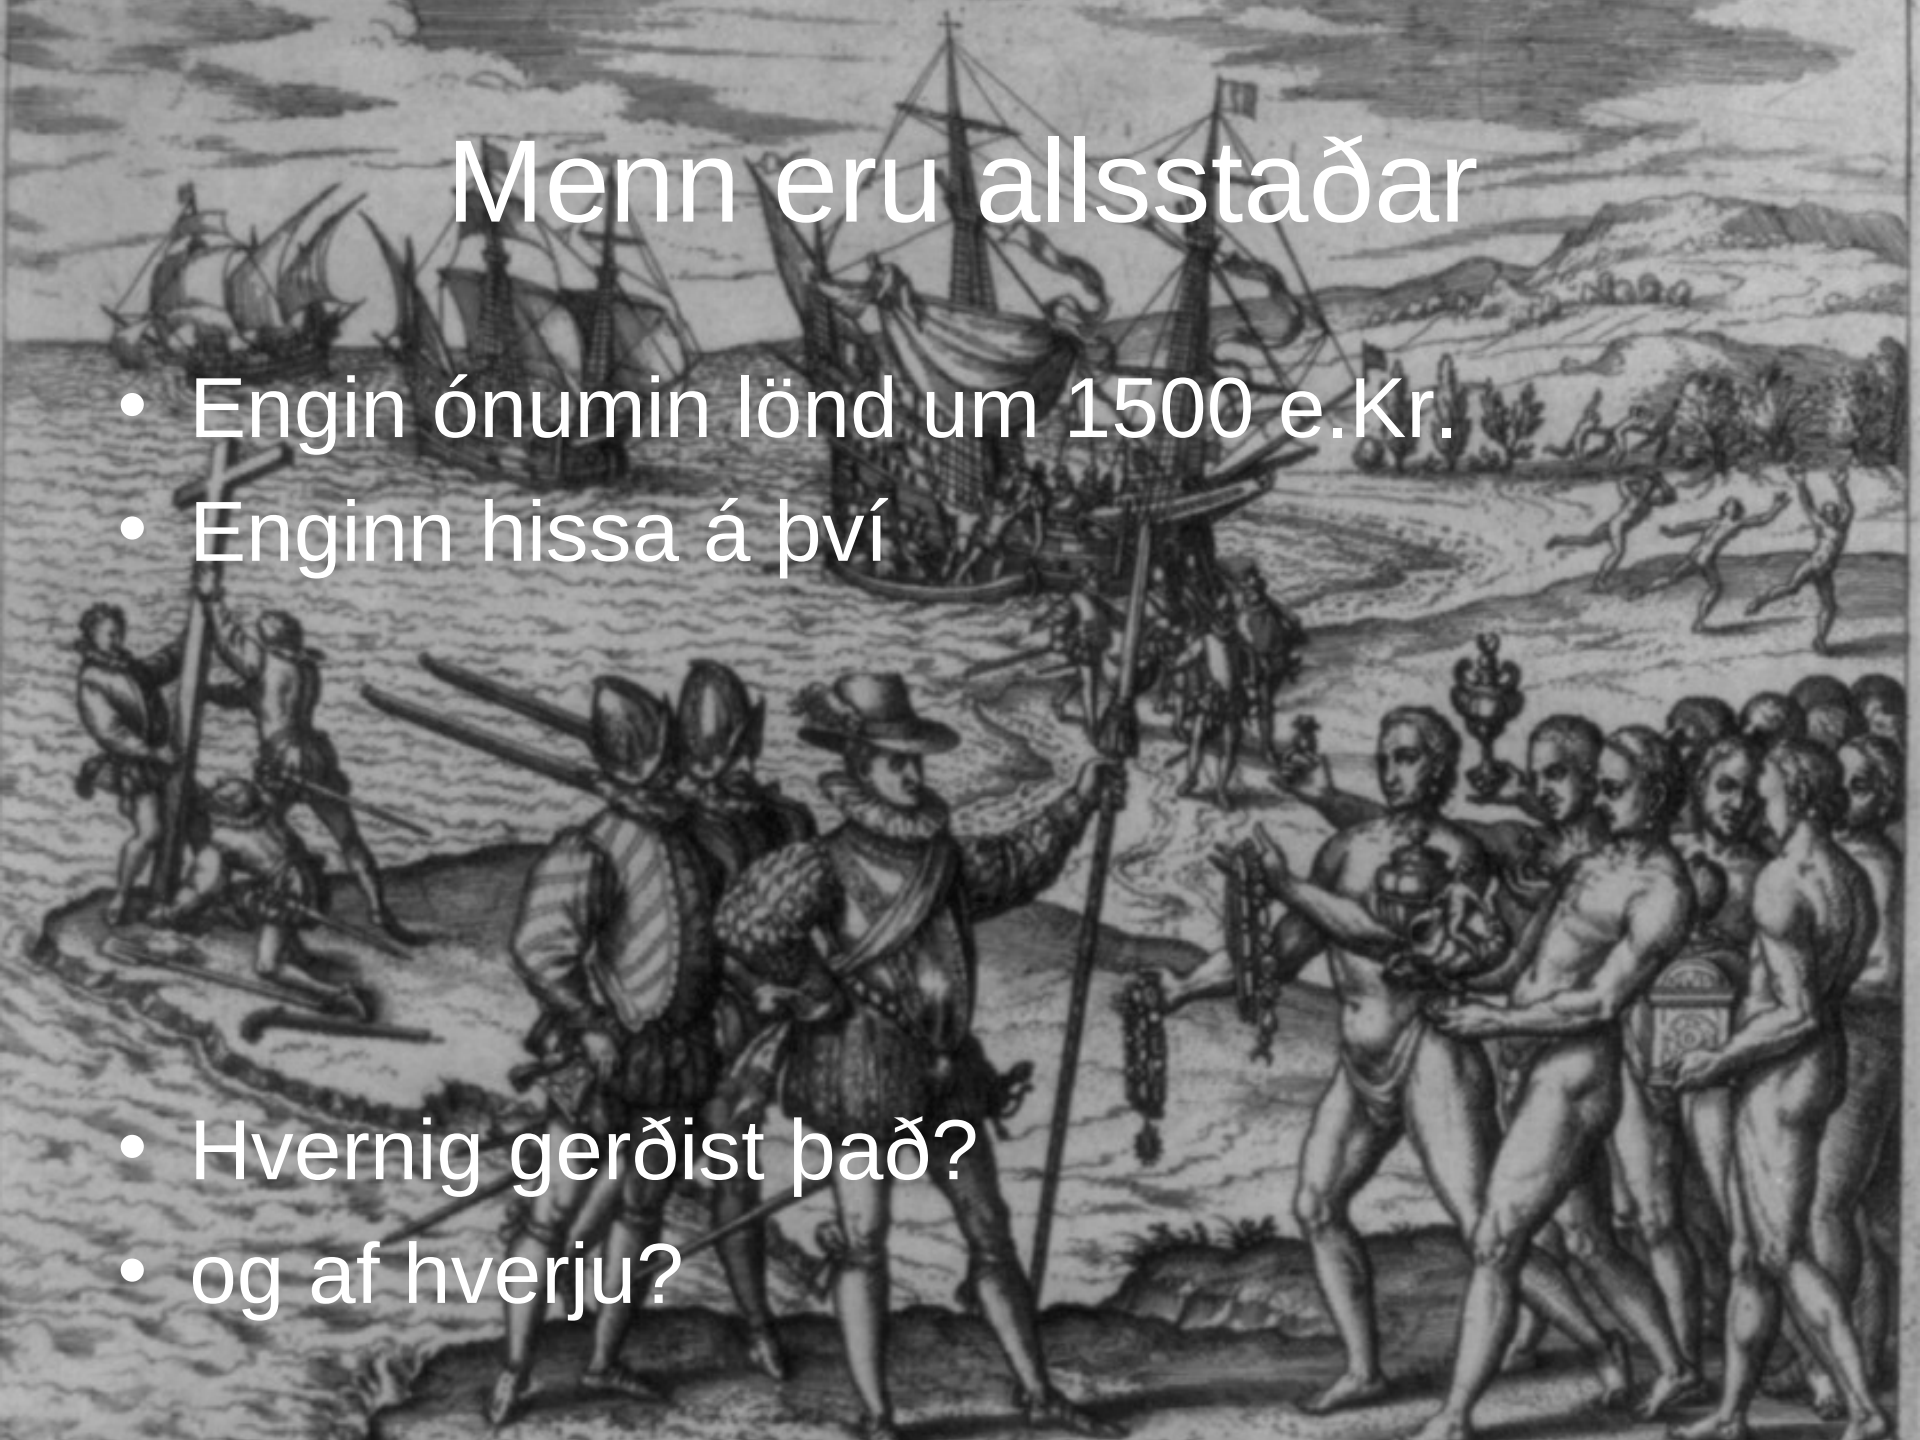 Menn eru allsstaðar
• Engin ónumin lönd um 1500 e.Kr.
• Enginn hissa á því
• Hvernig gerðist það?
• og af hverju?